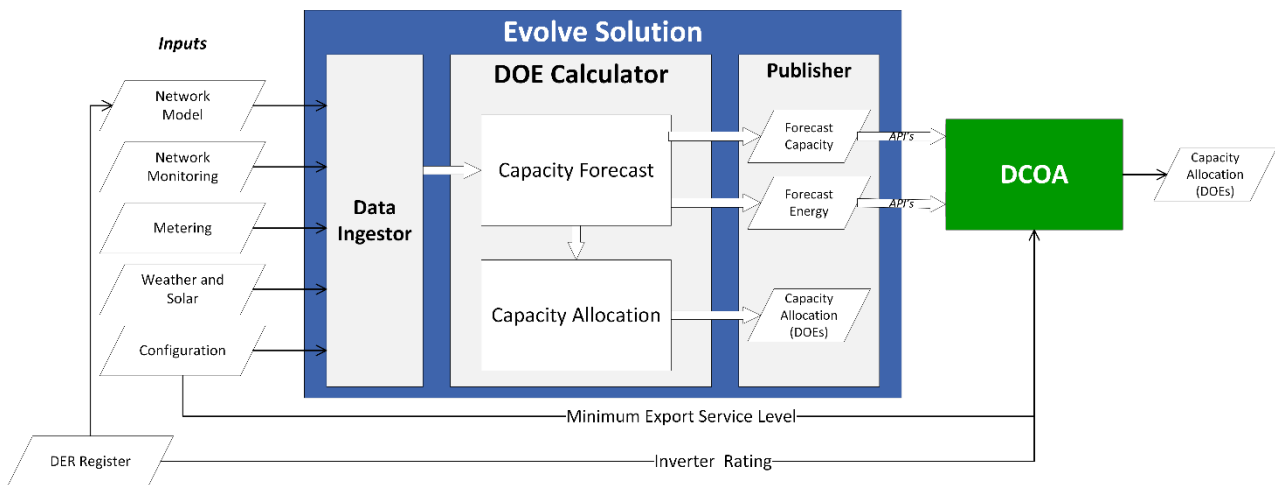 Evolve Solution
Inputs
Network
Model
Network
Monitoring
Metering
Weather and
Solar
Configuration
DER Register
Data
Ingestor
DOE Calculator
Capacity Forecast
Capacity Allocation
Publisher
Forecast
Capacity
Forecast
Energy
Capacity
Allocation
(DOEs)
API's
API's
DCOA
Capacity
Allocation
(DOEs)
Minimum Export Service Level
Inverter Rating